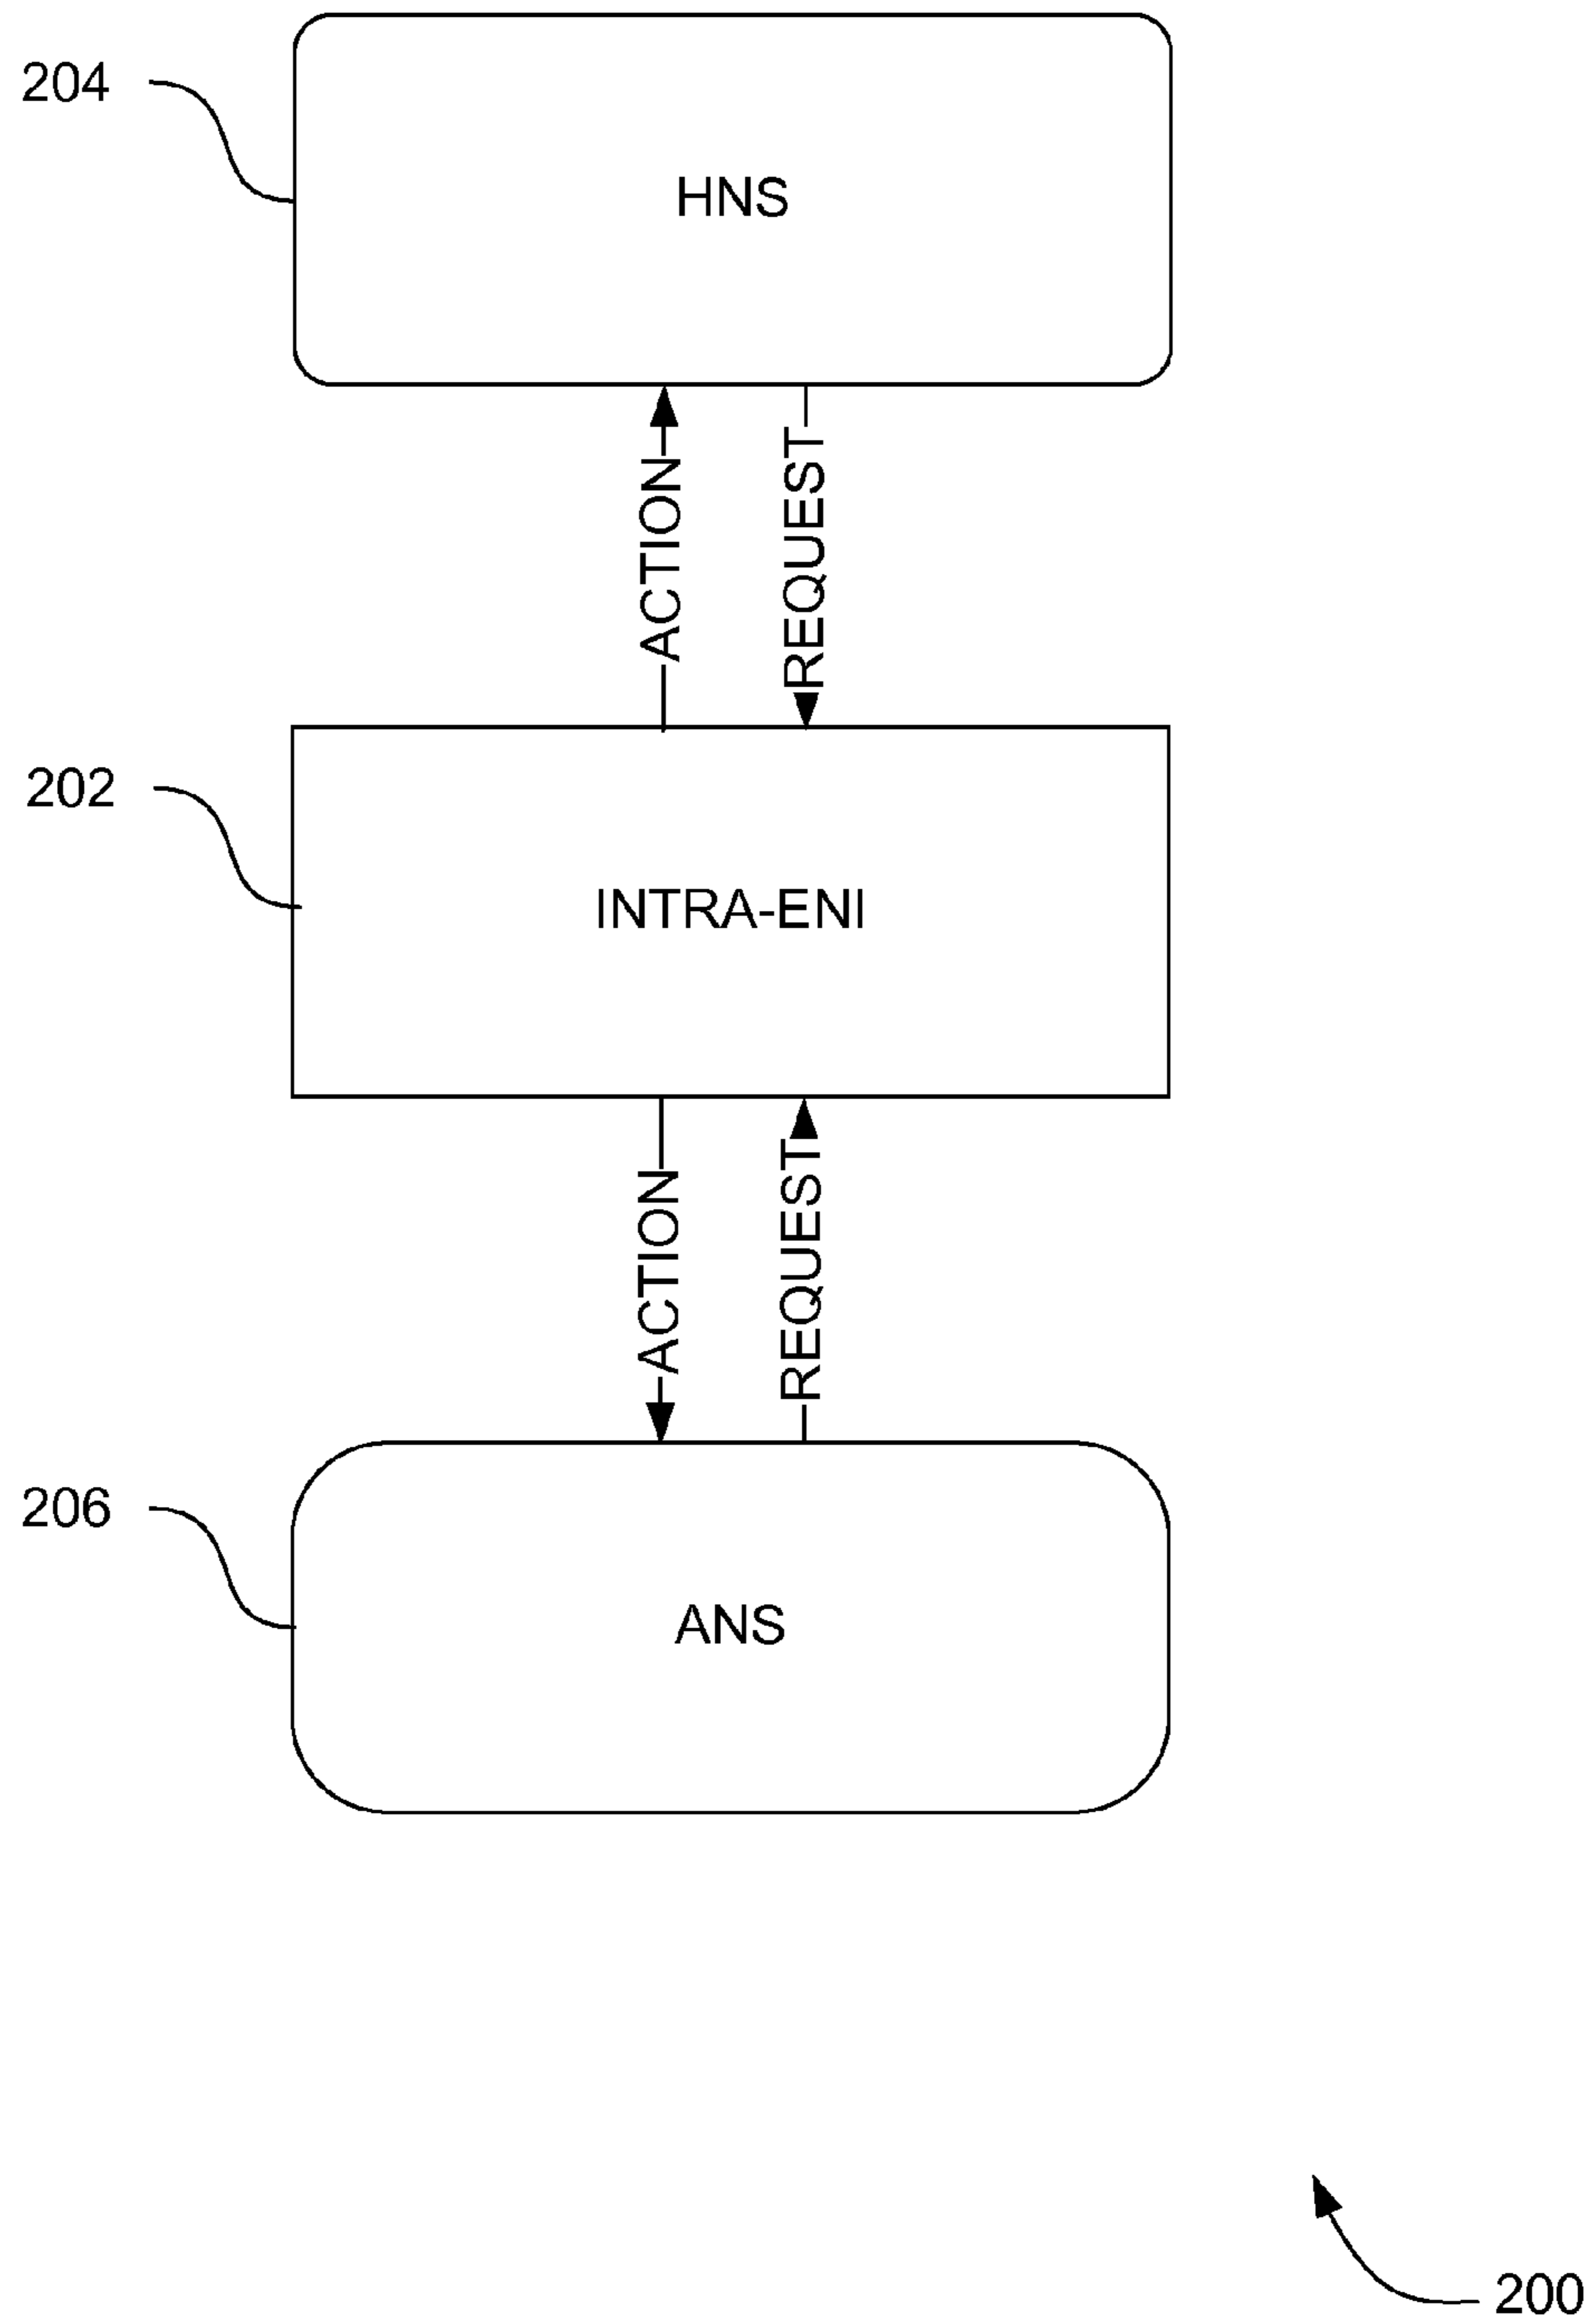 204
HNS
ACTION
REQUEST
202
INTRA-ENI
ACTION
REQUEST
206
ANS
200